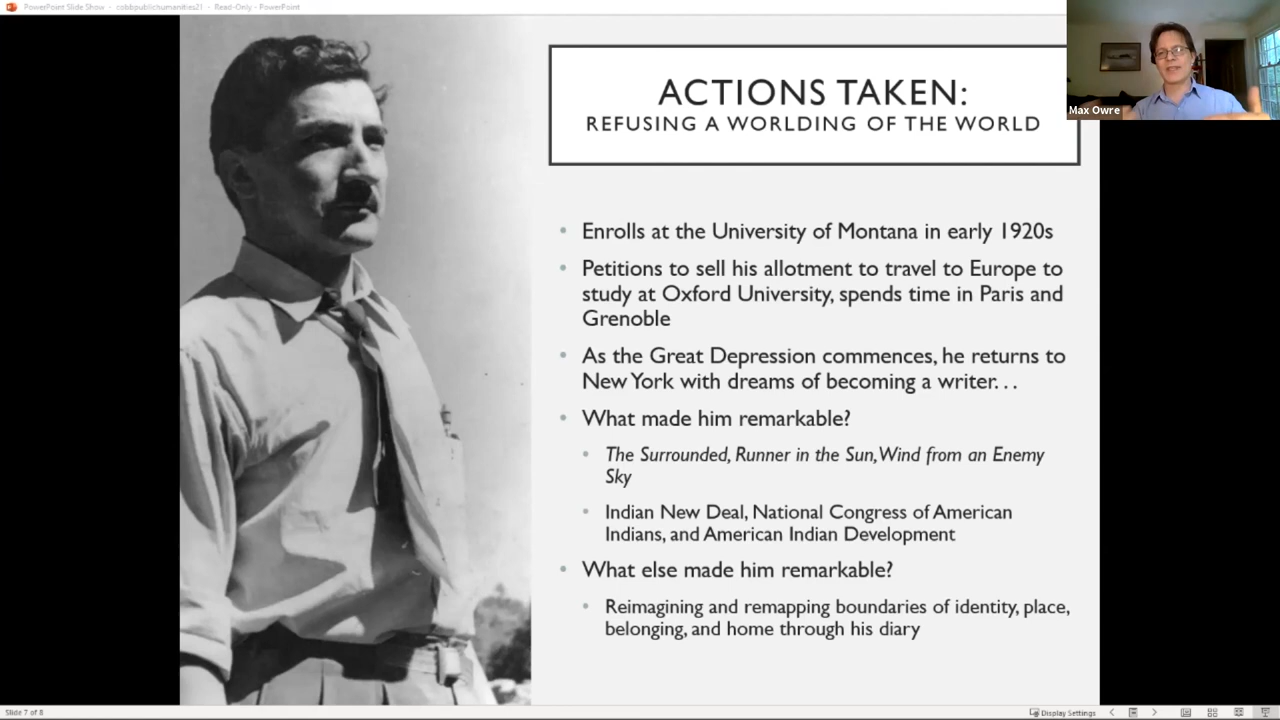 PowerPoint Slide Show - cobbpublichumanities21 - Read-Only - PowerPoint
Max Owre
ACTIONS TAKEN:
REFUSING A WORLDING OF THE WORLD
• Enrolls at the University of Montana in early 1920s
• Petitions to sell his allotment to travel to Europe to
study at Oxford University, spends time in Paris and
Grenoble
• As the Great Depression commences, he returns to
New York with dreams of becoming a writer. . .
• What made him remarkable?
• The Surrounded, Runner in the Sun, Wind from an Enemy
Sky
• Indian New Deal, National Congress of American
Indians, and American Indian Development
• What else made him remarkable?
• Reimagining and remapping boundaries of identity, place,
belonging, and home through his diary
Slide 7 of 8
Display Settings